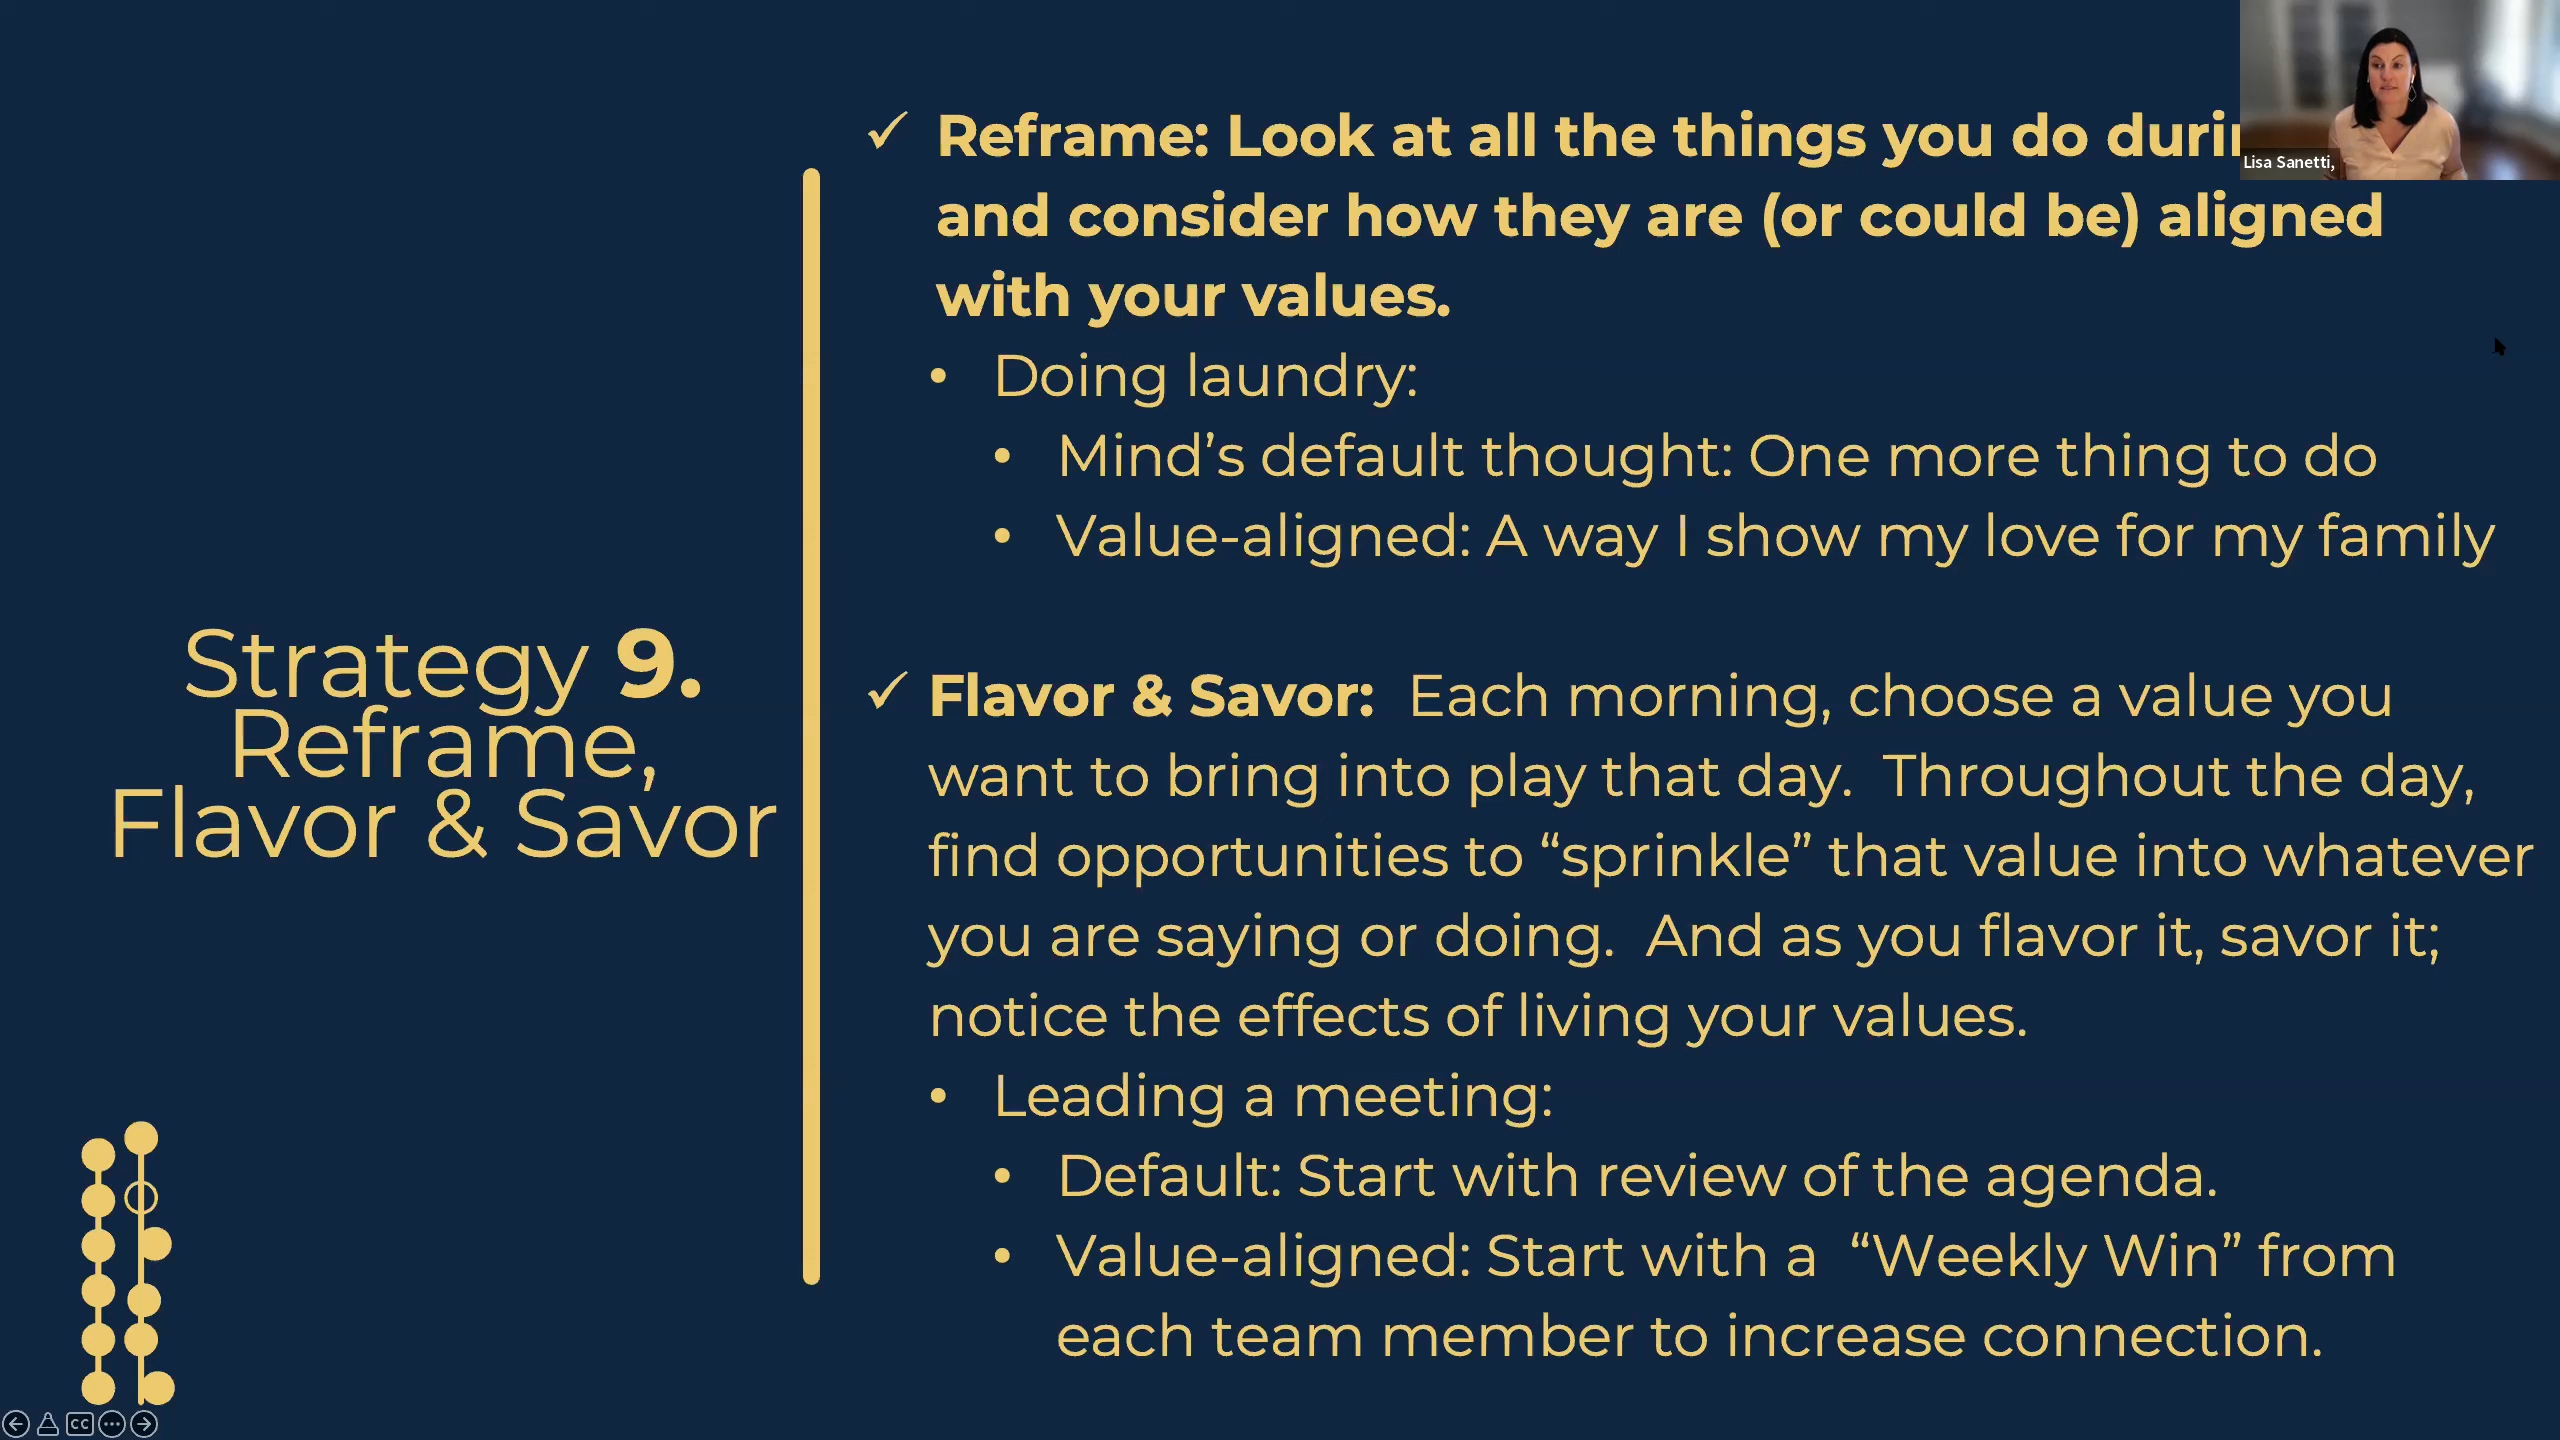 Strategy 9.
Reframe,
Flavor & Savor
✓ Reframe: Look at all the things you do
and consider how they are (or could be) aligned
with your values.
• Doing laundry:
• Mind’s default thought: One more thing to do
• Value-aligned: A way I show my love for my family
✓ Flavor & Savor: Each morning, choose a value you
want to bring into play that day. Throughout the day,
find opportunities to “sprinkle” that value into whatever
you are saying or doing. And as you flavor it, savor it;
notice the effects of living your values.
• Leading a meeting:
• Default: Start with review of the agenda.
• Value-aligned: Start with a “Weekly Win” from
each team member to increase connection.
Lisa Sanetti,
CC